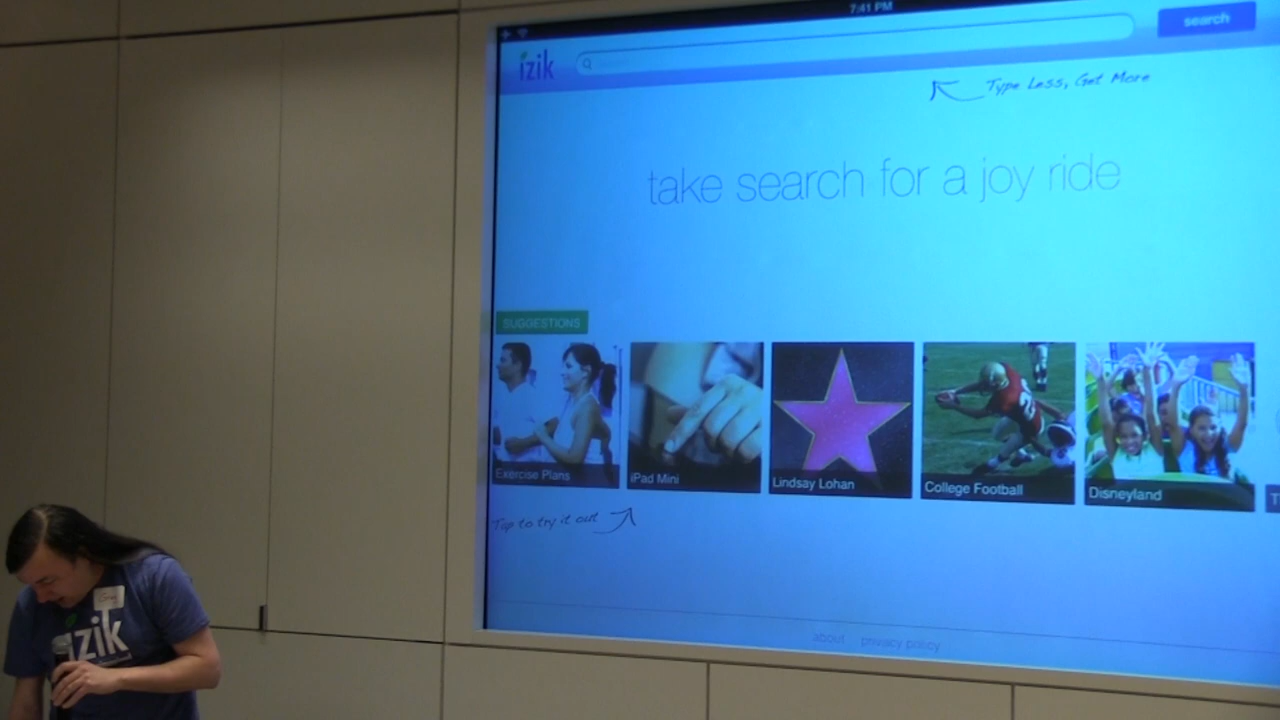 7:41 PM
izik
search
Type Less, Get More
take search for a joy ride
SUGGESTIONS
Exercise Plans
iPad Mini
Lindsay Lohan
College Football
Disneyland
T
Tap to try it out
about privacy policy
izik